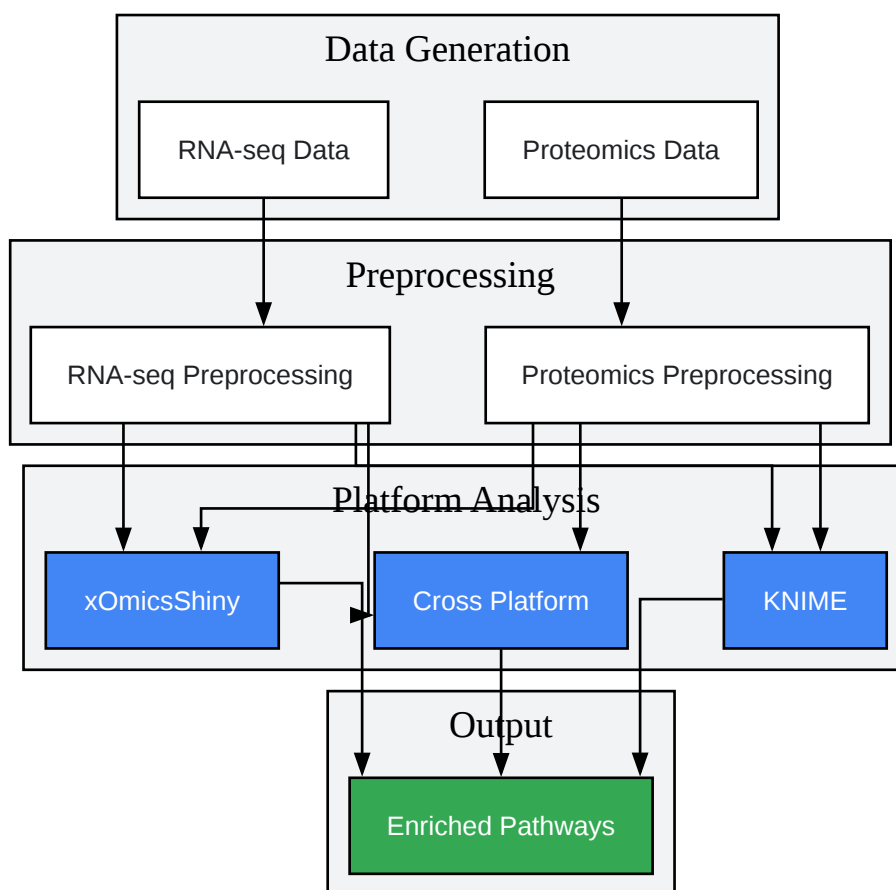 Data Generation
RNA-seq Data
Proteomics Data
Preprocessing
RNA-seq Preprocessing
Proteomics Preprocessing
Platform Analysis
xOmicsShiny
Cross Platform
KNIME
Output
Enriched Pathways